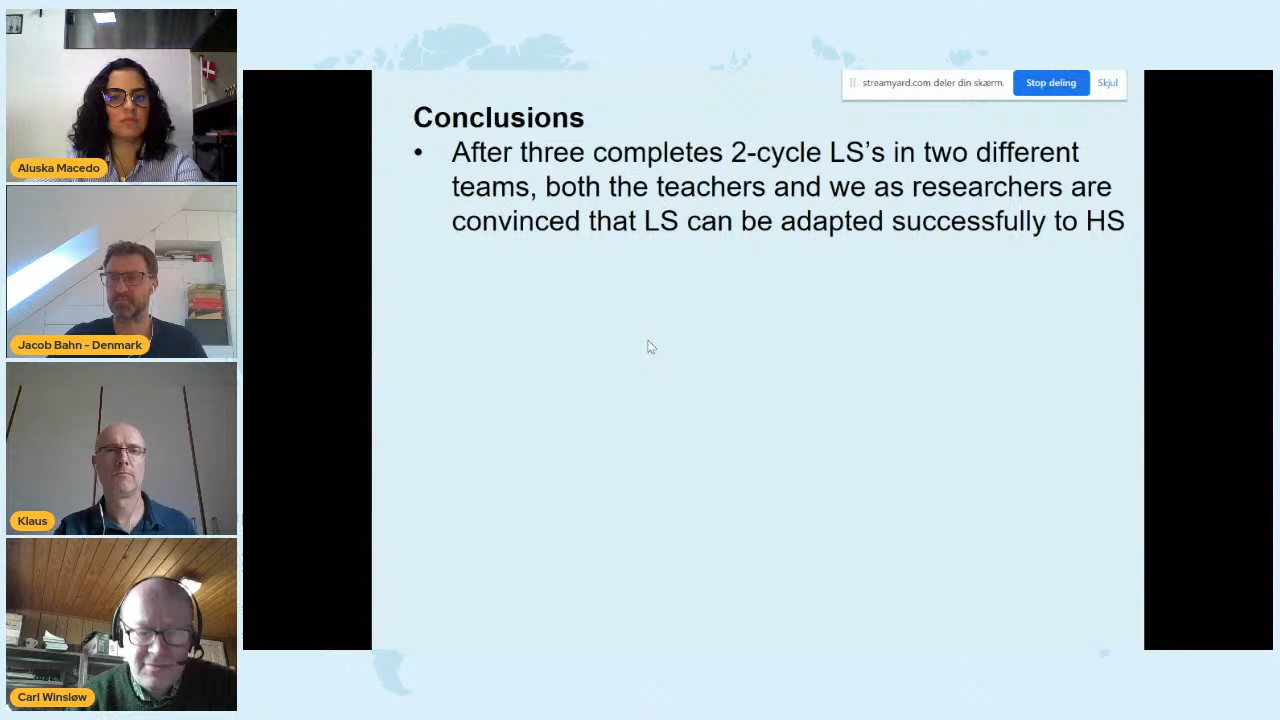 Aluska Macedo
Jacob Bahn - Denmark
Klaus
Carl Winsløw
streamyard.com deler din skærm.
Stop deling
Skjul
Conclusions
• After three completes 2-cycle LS's in two different
teams, both the teachers and we as researchers are
convinced that LS can be adapted successfully to HS